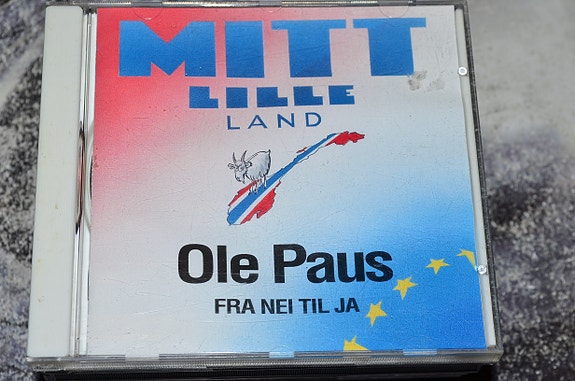 MITT
LILLE
LAND
Ole Paus
FRA NEI TIL JA